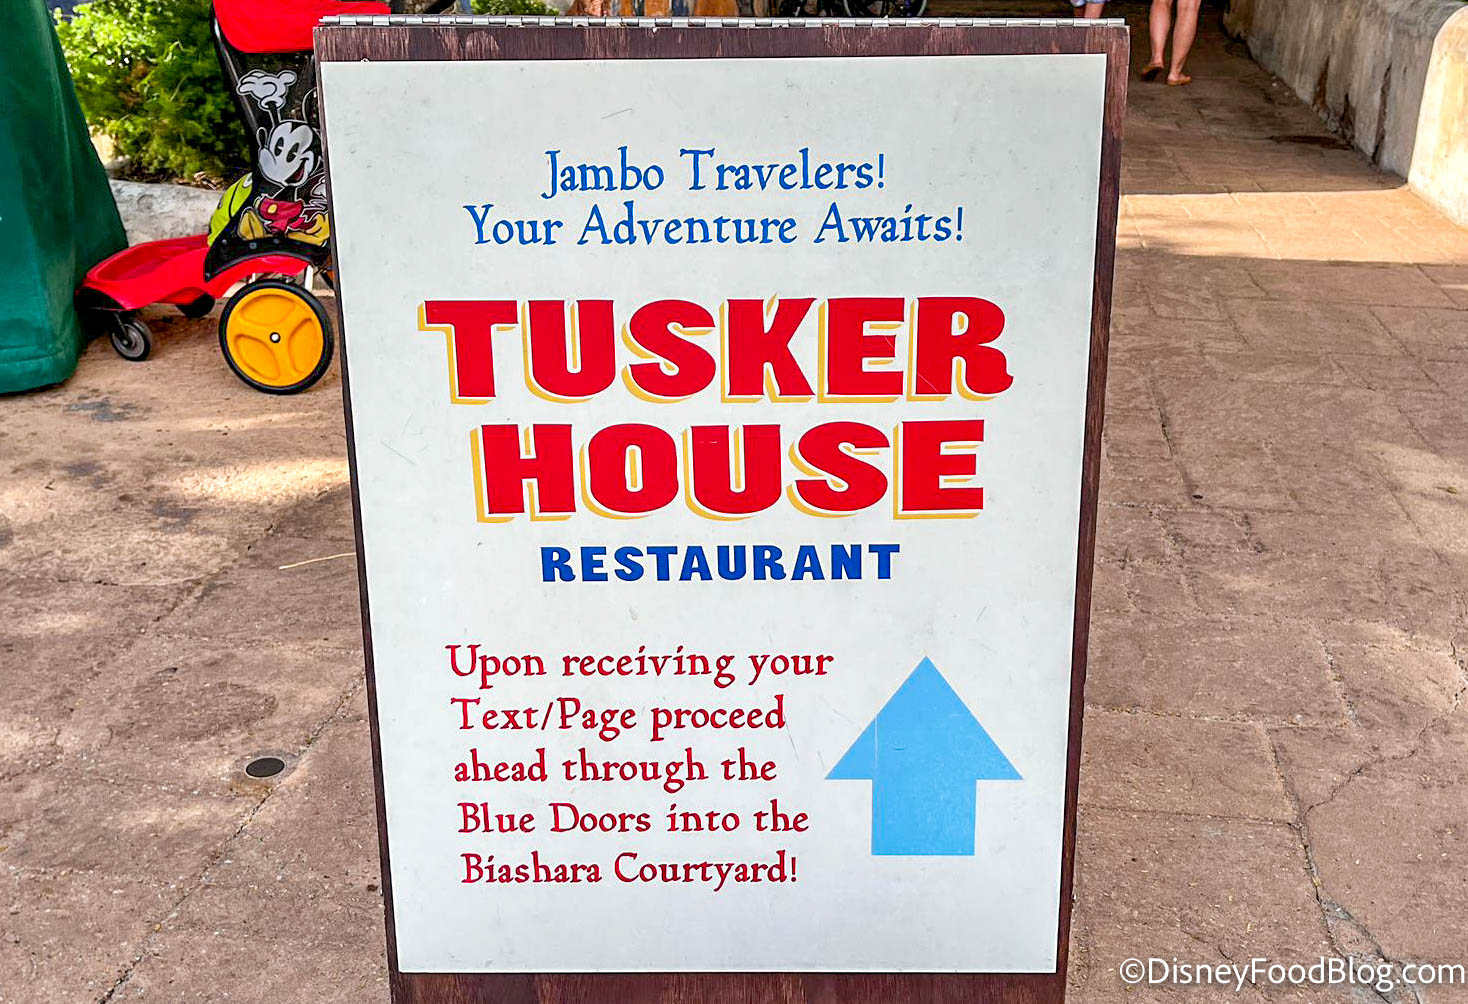 Jambo Travelers!
Your Adventure Awaits!
TUSKER
HOUSE
RESTAURANT
Upon receiving your
Text/Page proceed
ahead through the
Blue Doors into the
Biashara Courtyard!
©DisneyFoodBlog.com